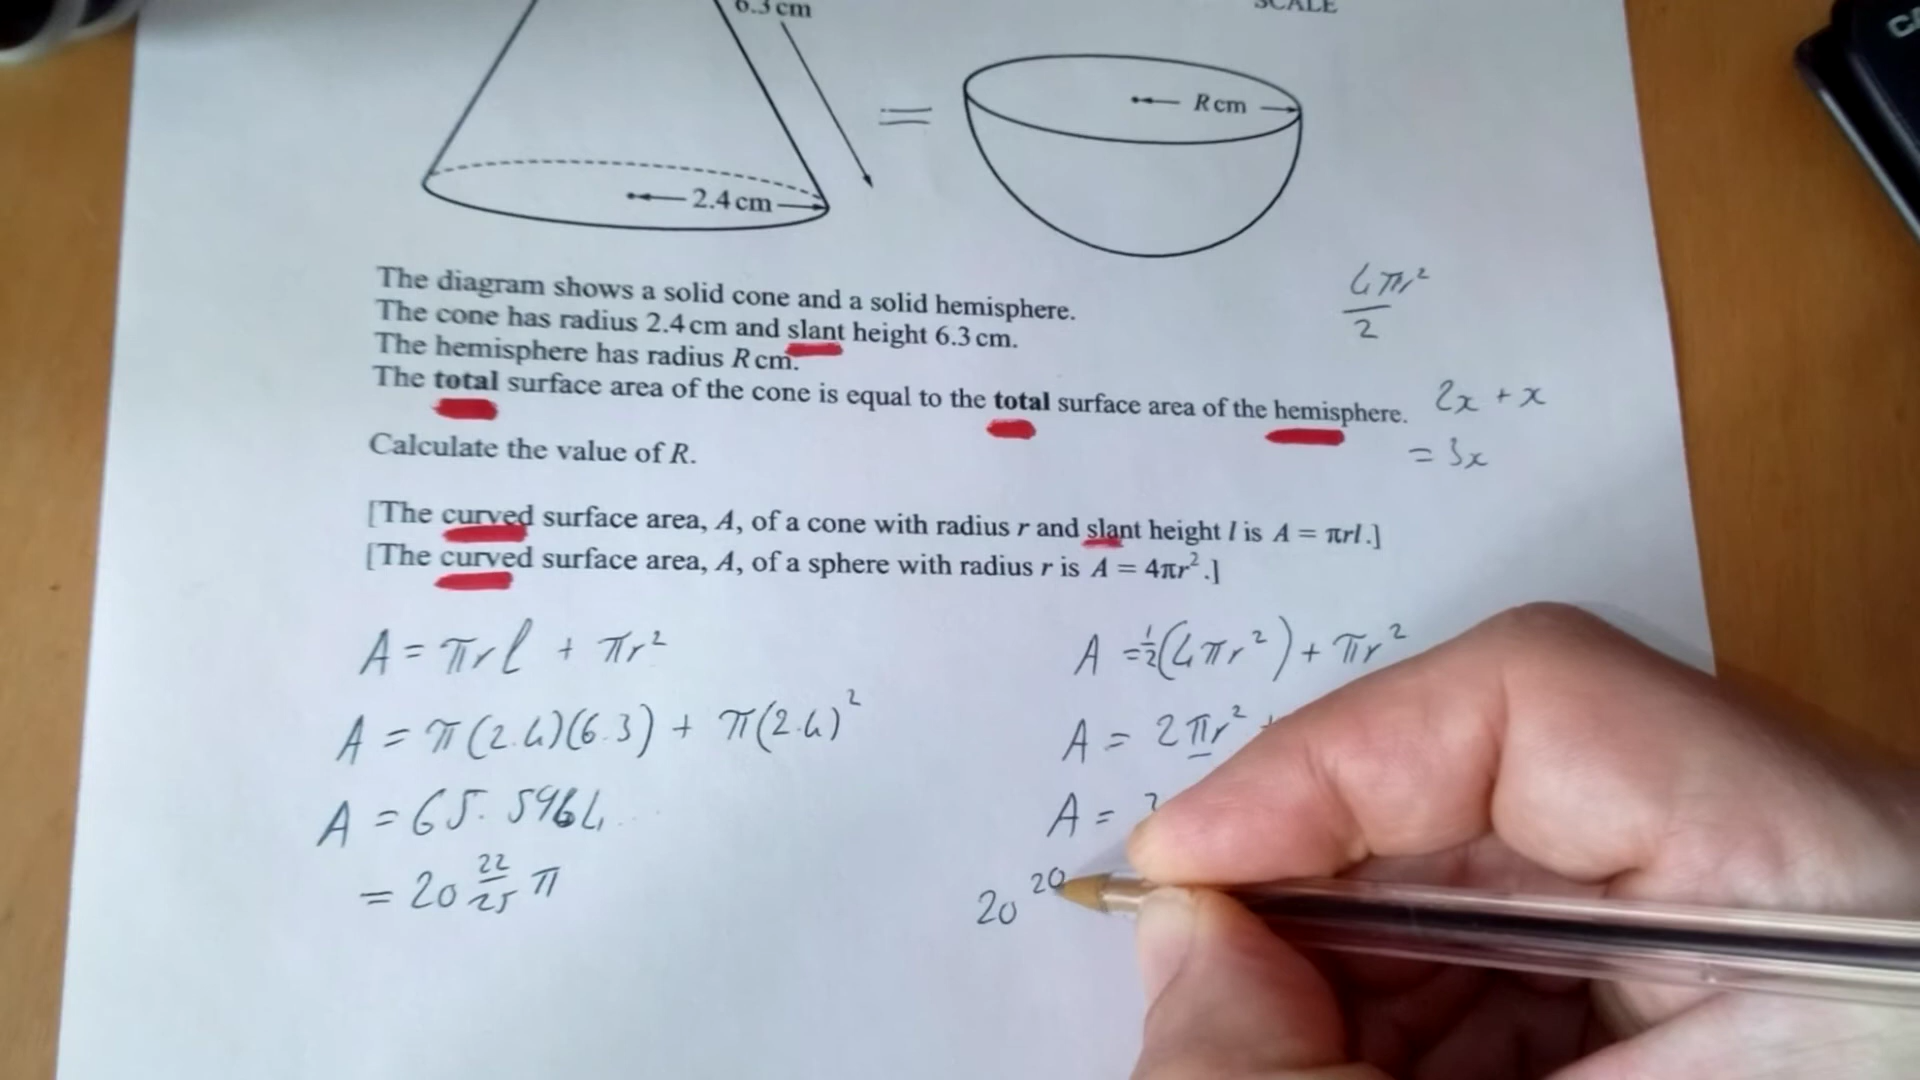 6.3 cm
SCALE
R cm
2.4 cm
The diagram shows a solid cone and a solid hemisphere.
The cone has radius 2.4 cm and slant height 6.3 cm.
The hemisphere has radius R cm.
The total surface area of the cone is equal to the total surface area of the hemisphere.
Calculate the value of R.
[The curved surface area, A, of a cone with radius r and slant height l is A = πrl.]
[The curved surface area, A, of a sphere with radius r is A = 4πr².]
4πr²
2
2x + x
= 3x
A = πrl + πr²
A = π(2.4)(6.3) + π(2.4)²
A = 65.5964...
= 20 22/25 π
A = ½(4πr²) + πr²
A = 2πr² +
A =
20 20